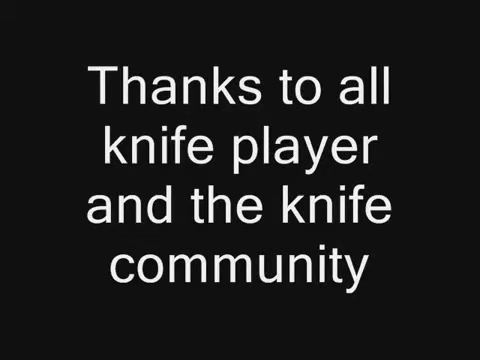 Thanks to all
knife player
and the knife
community